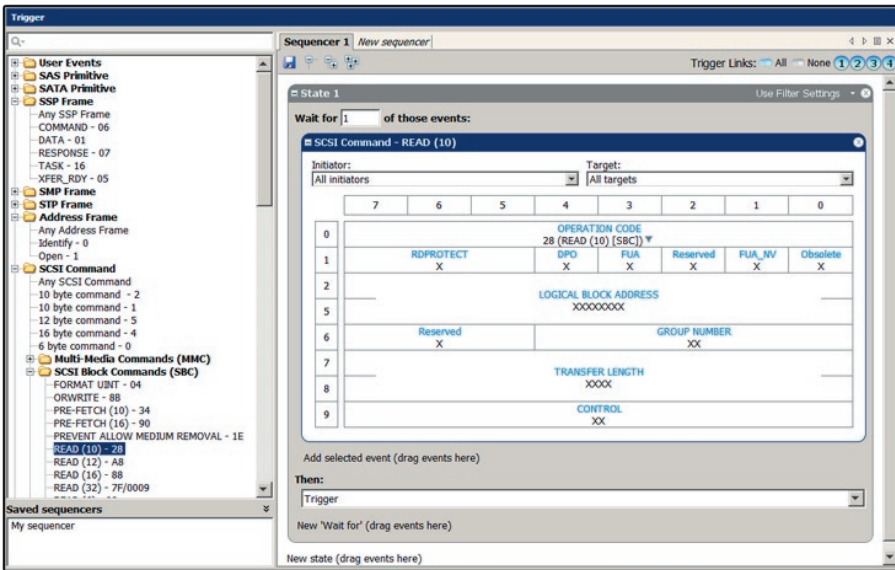 Trigger
User Events
SAS Primitive
SATA Primitive
SSP Frame
Any SSP Frame
COMMAND - 06
DATA - 01
RESPONSE - 07
TASK - 16
XFER_RDY - 05
SMP Frame
STP Frame
Address Frame
Any Address Frame
Identify - 0
Open - 1
SCSI Command
Any SCSI Command
10 byte command - 2
10 byte command - 1
12 byte command - 5
16 byte command - 4
6 byte command - 0
Multi-Media Commands (MMC)
SCSI Block Commands (SBC)
FORMAT UINT - 04
ORWRITE - 8B
PRE-FETCH (10) - 34
PRE-FETCH (16) - 90
PREVENT ALLOW MEDIUM REMOVAL - 1E
READ (10) - 28
READ (12) - A8
READ (16) - 88
READ (32) - 7F/0009
Saved sequencers
My sequencer
Sequencer 1 New sequencer
Trigger Links: All None 1 2 3 4
State 1 Use Filter Settings
Wait for 1 of those events:
SCSI Command - READ (10)
Initiator: Target:
All initiators All targets
7 6 5 4 3 2 1 0
0 OPERATION CODE
28 (READ (10) [SBC])
1 RDPROTECT DPO FUA Reserved FUA_NV Obsolete
X X X X X X
2
LOGICAL BLOCK ADDRESS
XXXXXXXX
5
6 Reserved GROUP NUMBER
X XX
7
TRANSFER LENGTH
XXXX
8
9 CONTROL
XX
Add selected event (drag events here)
Then:
Trigger
New 'Wait for' (drag events here)
New state (drag events here)